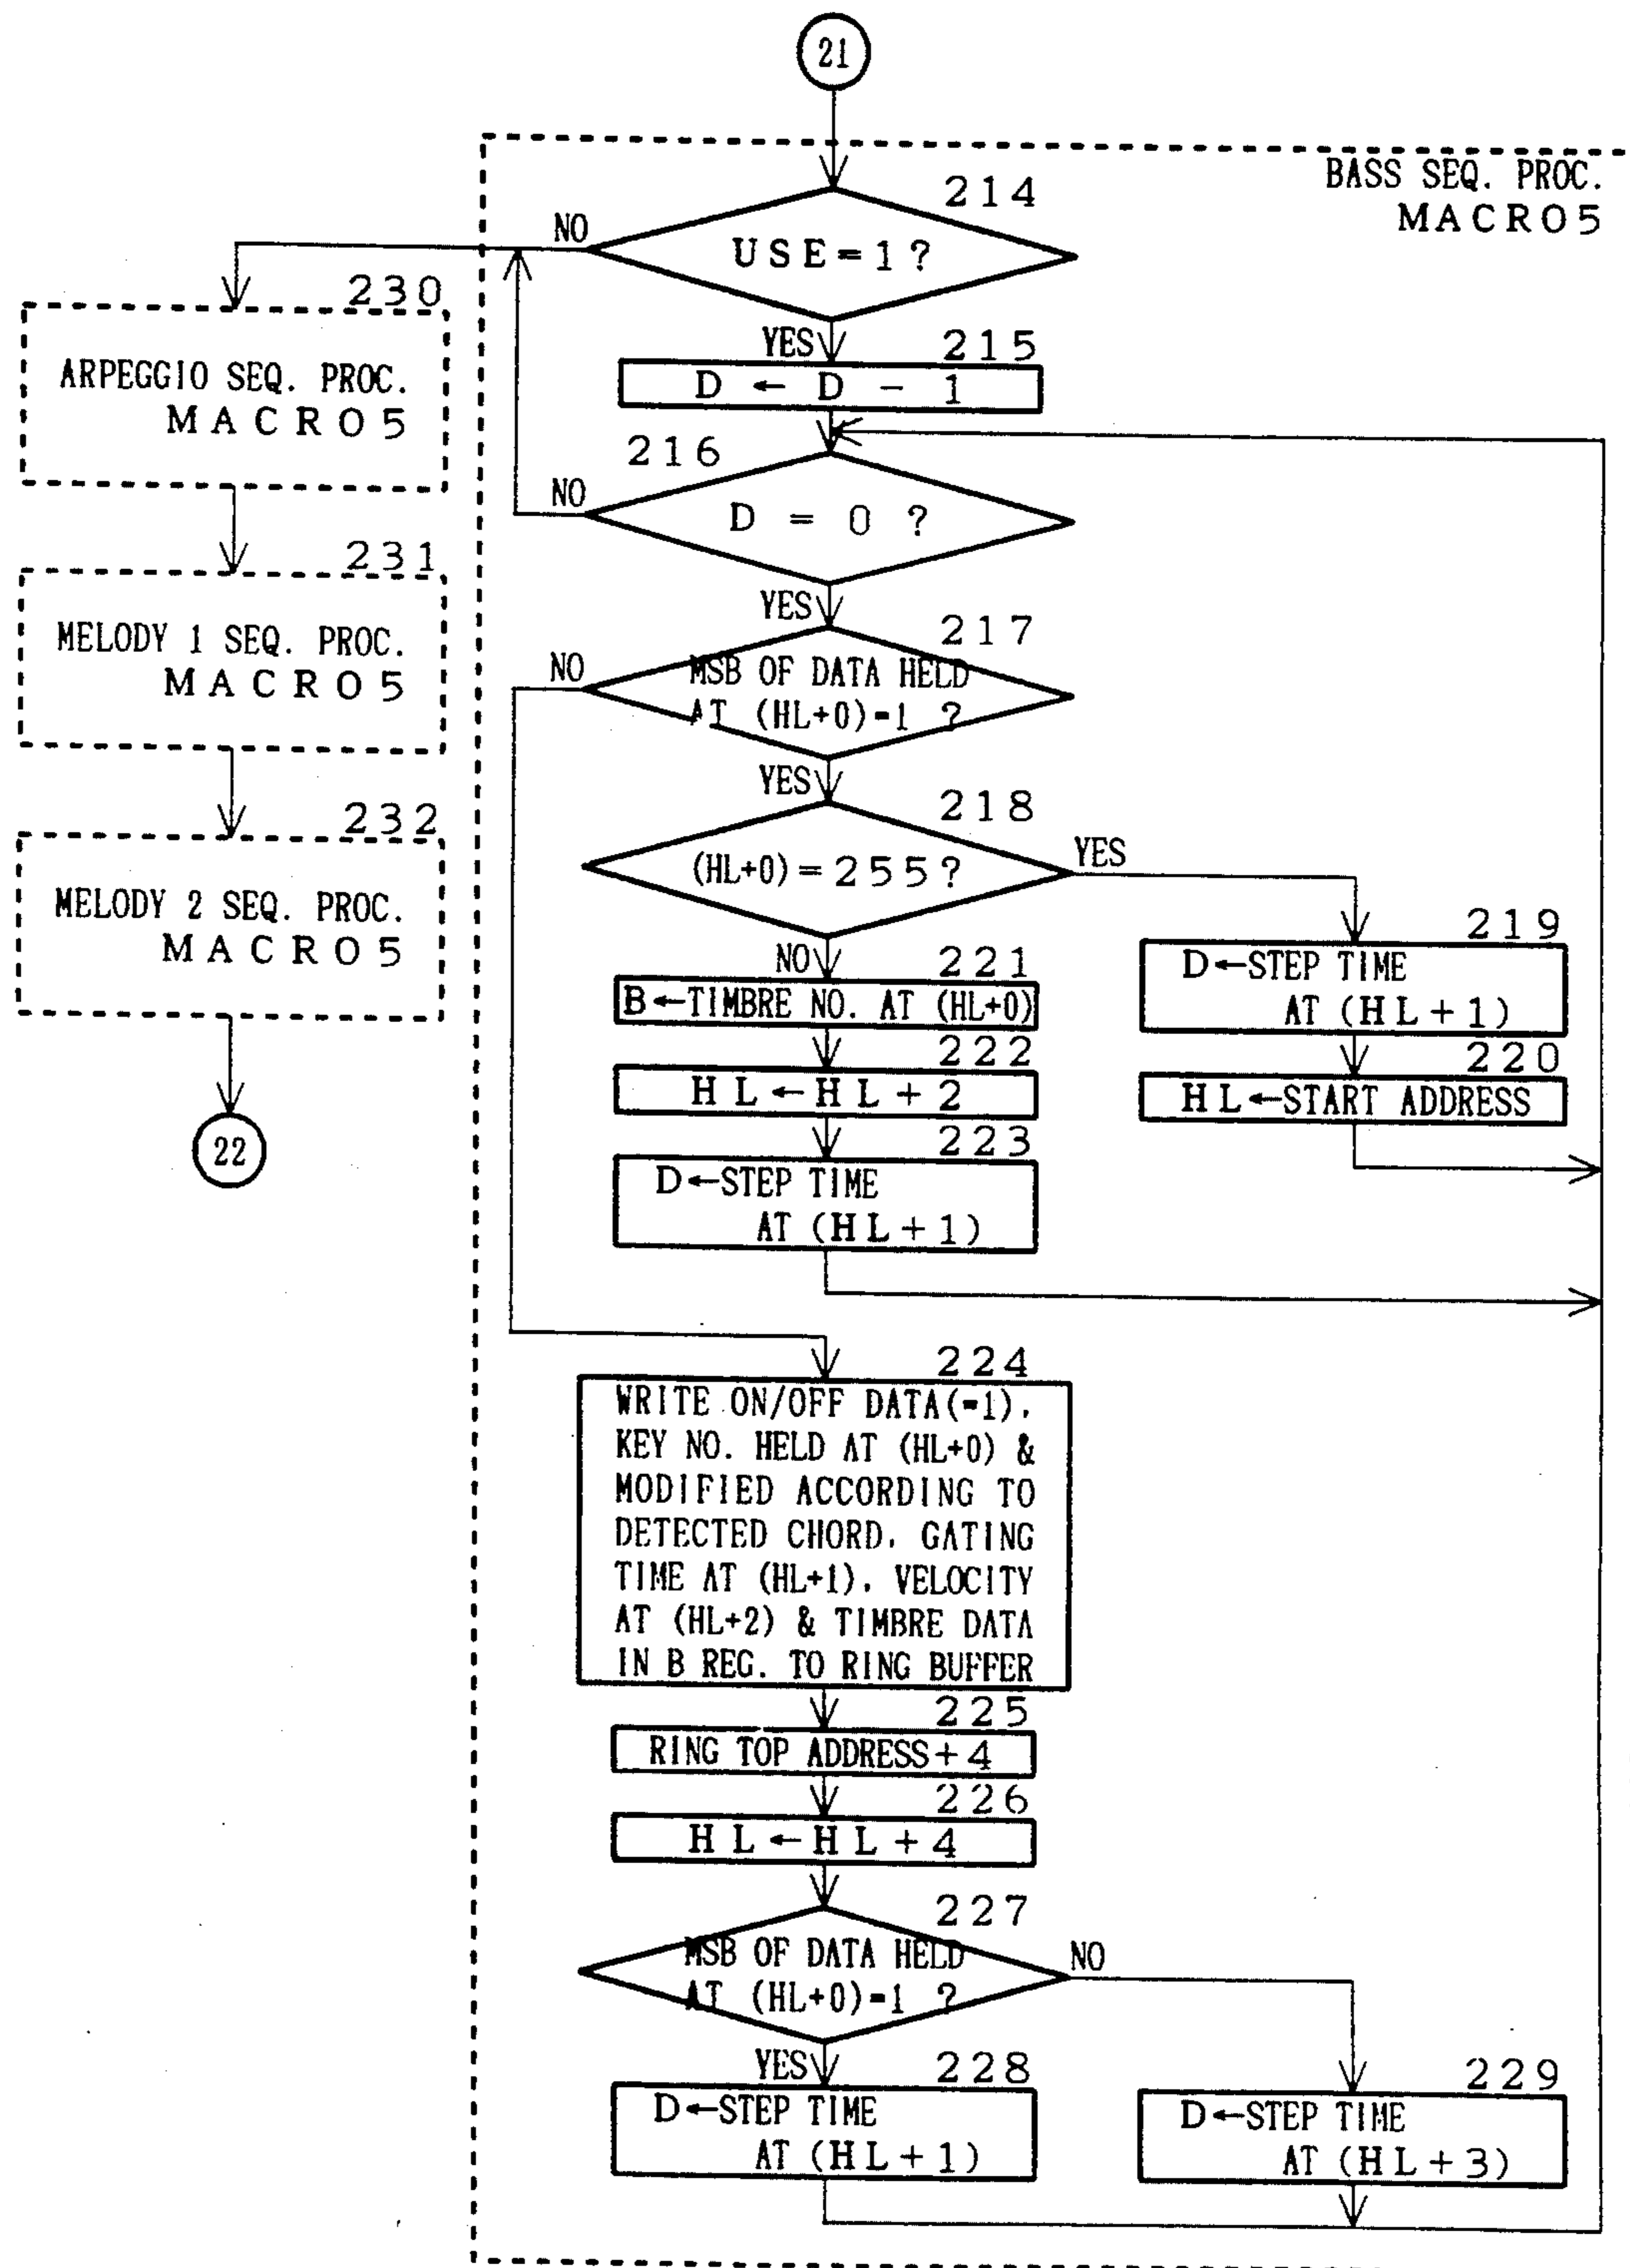 21
BASS SEQ. PROC.
MACRO5
214
NO
USE=1?
YES
215
D ← D - 1
216
NO
D = 0 ?
YES
217
NO
MSB OF DATA HELD
AT (HL+0)=1 ?
YES
218
(HL+0)=255?
YES
NO
219
D←STEP TIME
AT (HL+1)
220
HL←START ADDRESS
221
B←TIMBRE NO. AT (HL+0)
222
HL←HL+2
223
D←STEP TIME
AT (HL+1)
224
WRITE ON/OFF DATA(=1),
KEY NO. HELD AT (HL+0) &
MODIFIED ACCORDING TO
DETECTED CHORD, GATING
TIME AT (HL+1), VELOCITY
AT (HL+2) & TIMBRE DATA
IN B REG. TO RING BUFFER
225
RING TOP ADDRESS+4
226
HL←HL+4
227
MSB OF DATA HELD
AT (HL+0)=1 ?
NO
YES
228
D←STEP TIME
AT (HL+1)
229
D←STEP TIME
AT (HL+3)
230
ARPEGGIO SEQ. PROC.
MACRO5
231
MELODY 1 SEQ. PROC.
MACRO5
232
MELODY 2 SEQ. PROC.
MACRO5
22